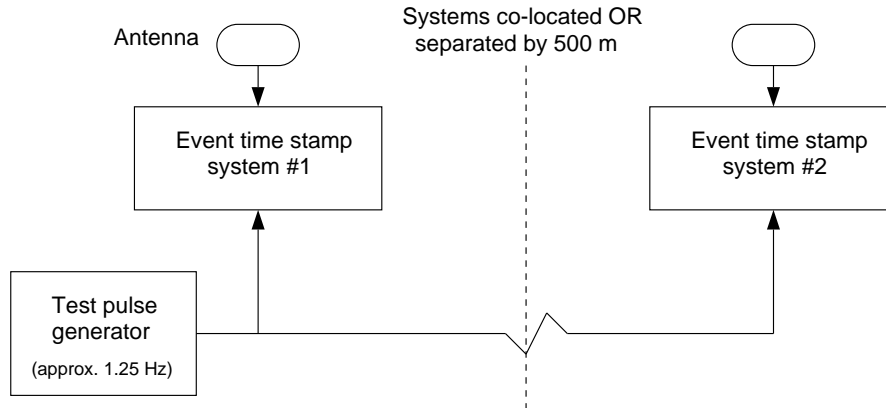 Systems co-located OR
separated by 500 m
Antenna
Event time stamp
system #1
Event time stamp
system #2
Test pulse
generator
(approx. 1.25 Hz)